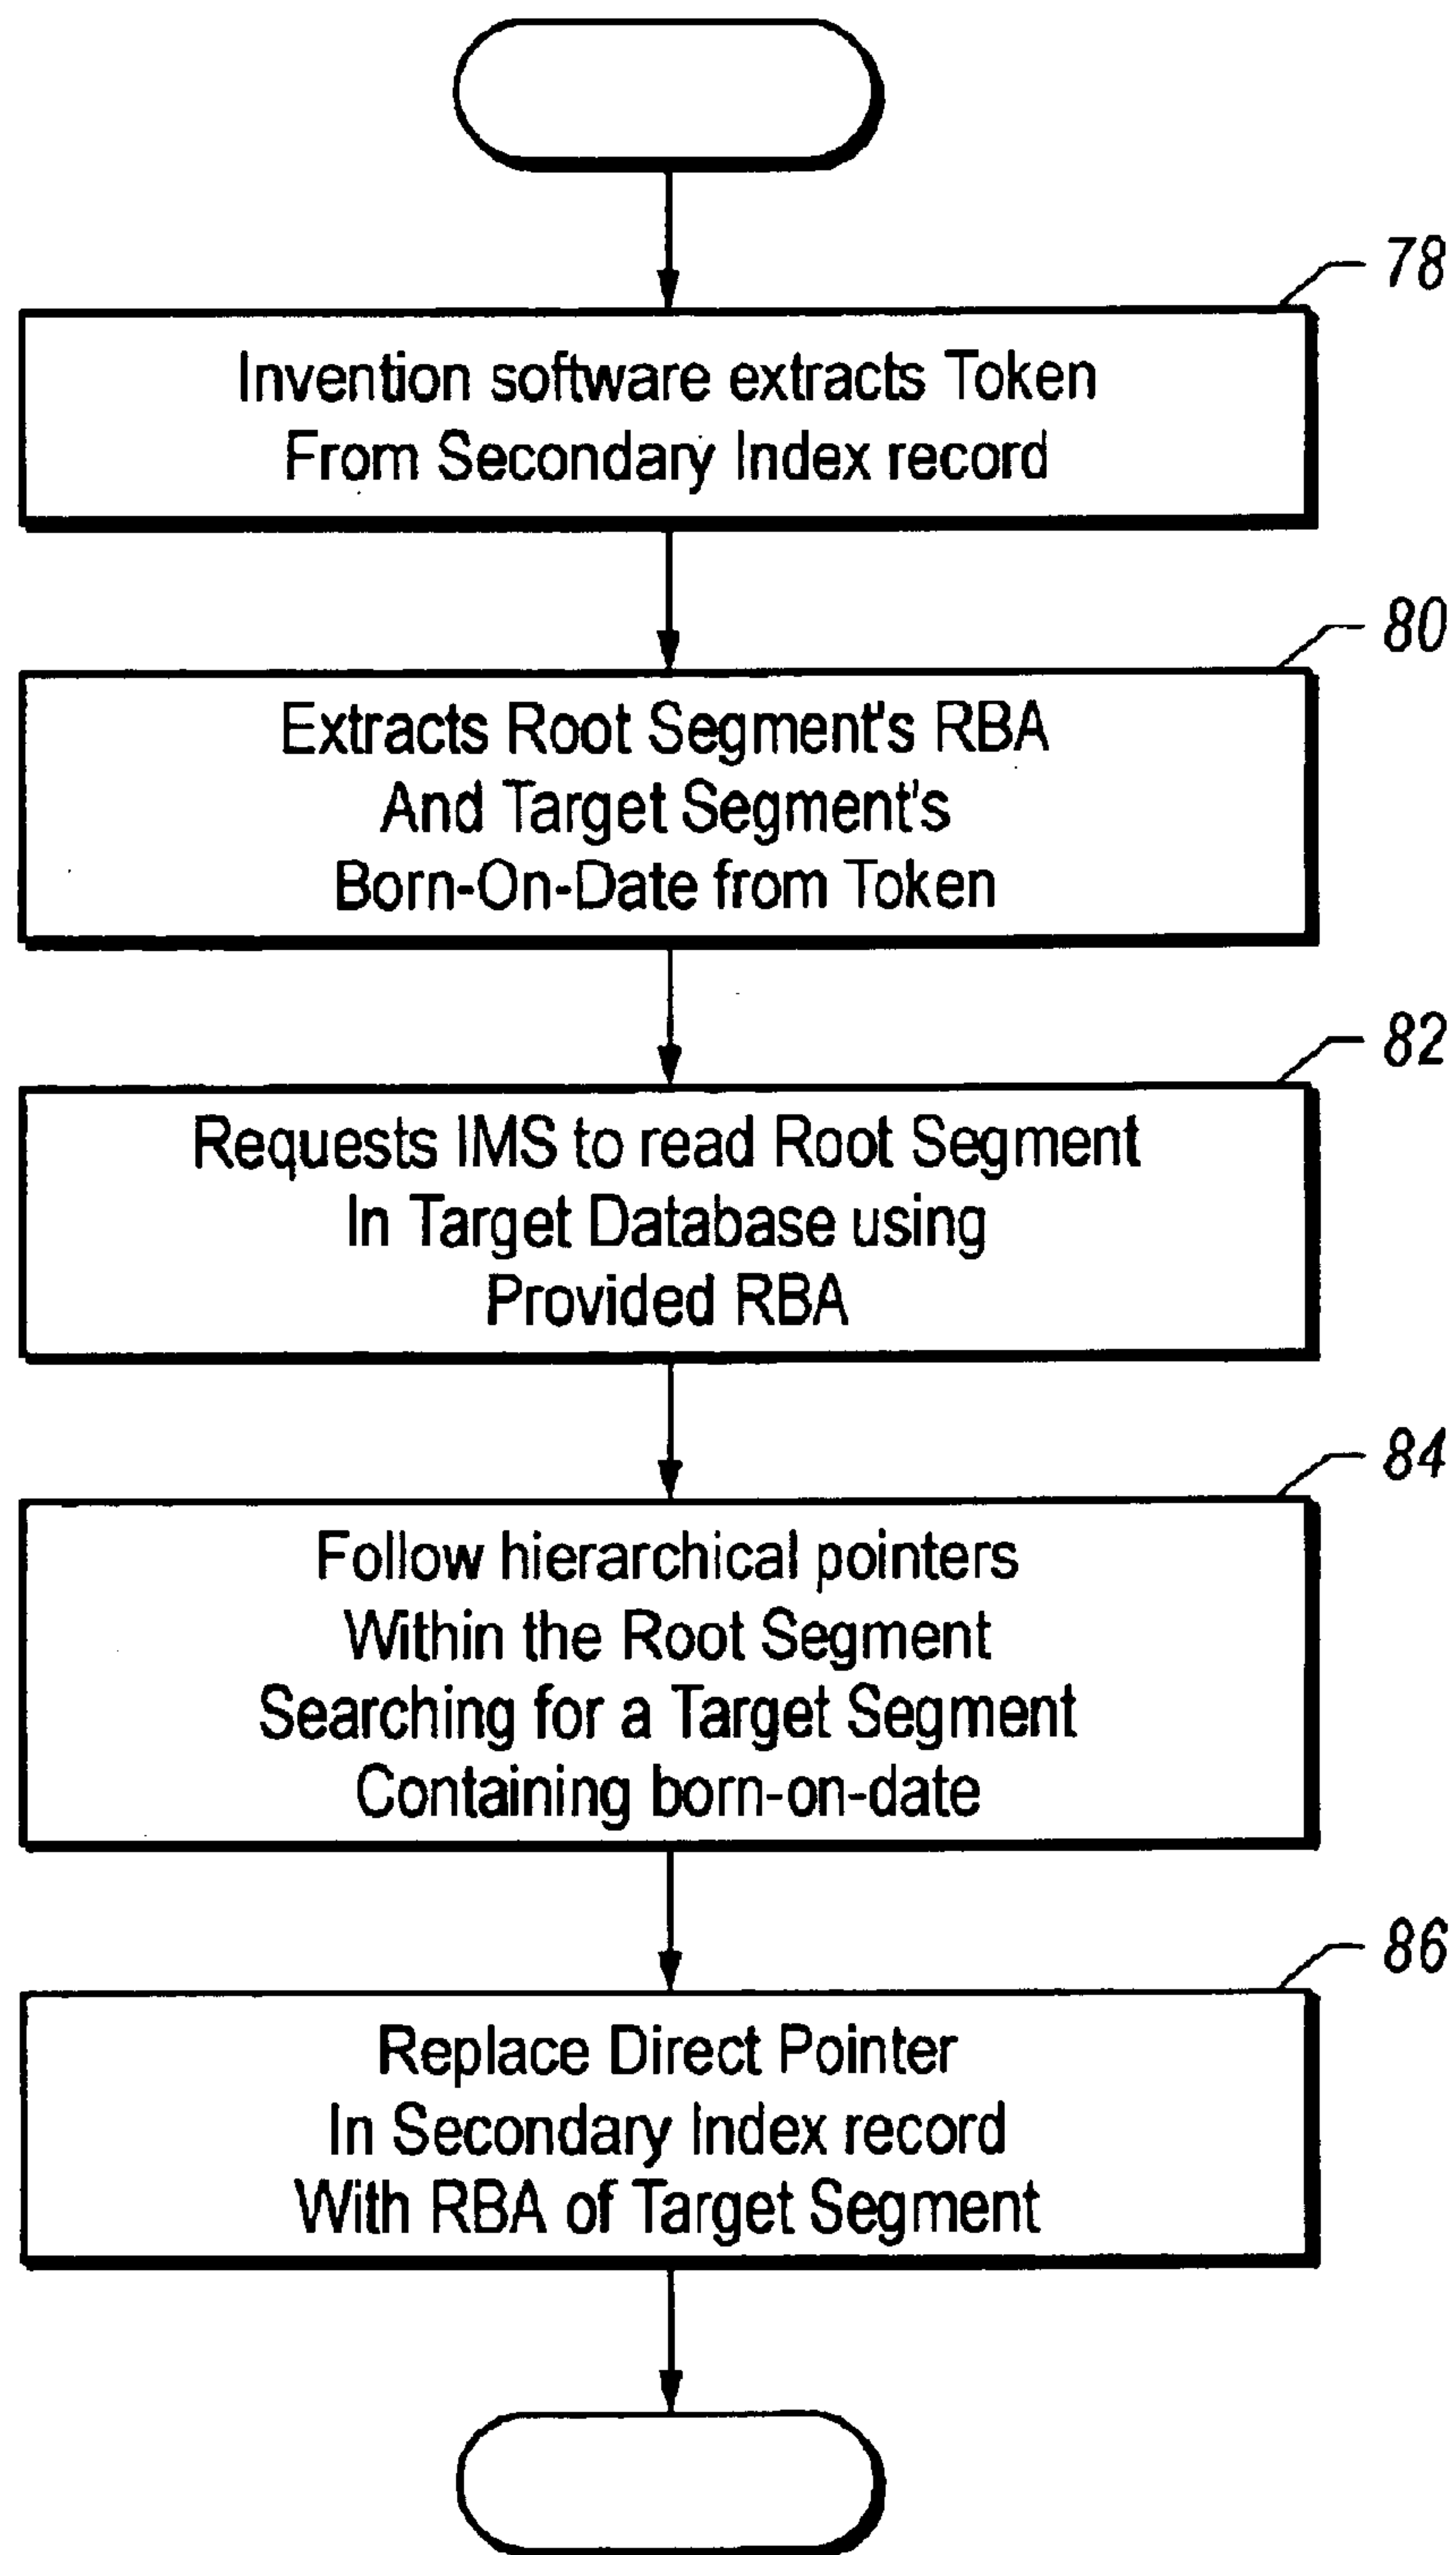 78
Invention software extracts Token
From Secondary Index record
80
Extracts Root Segment's RBA
And Target Segment's
Born-On-Date from Token
82
Requests IMS to read Root Segment
In Target Database using
Provided RBA
84
Follow hierarchical pointers
Within the Root Segment
Searching for a Target Segment
Containing born-on-date
86
Replace Direct Pointer
In Secondary Index record
With RBA of Target Segment